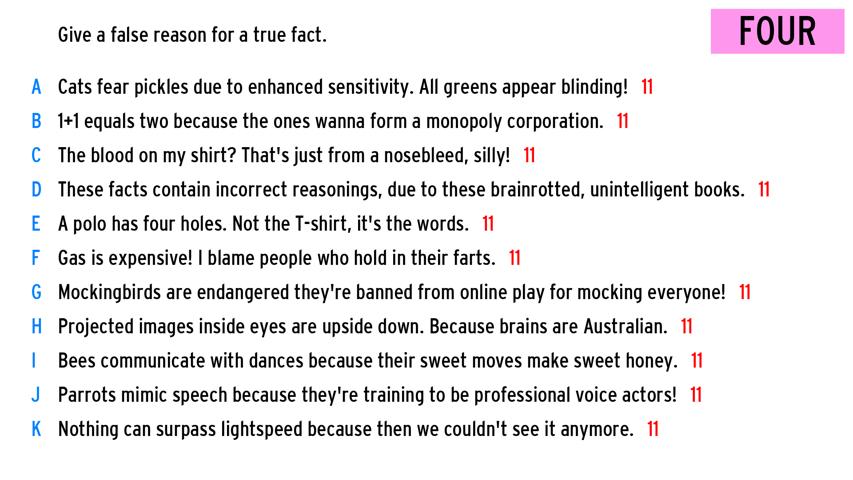 Give a false reason for a true fact.
FOUR
A Cats fear pickles due to enhanced sensitivity. All greens appear blinding! 11
B 1+1 equals two because the ones wanna form a monopoly corporation. 11
C The blood on my shirt? That's just from a nosebleed, silly! 11
D These facts contain incorrect reasonings, due to these brainrotted, unintelligent books. 11
E A polo has four holes. Not the T-shirt, it's the words. 11
F Gas is expensive! I blame people who hold in their farts. 11
G Mockingbirds are endangered they're banned from online play for mocking everyone! 11
H Projected images inside eyes are upside down. Because brains are Australian. 11
I Bees communicate with dances because their sweet moves make sweet honey. 11
J Parrots mimic speech because they're training to be professional voice actors! 11
K Nothing can surpass lightspeed because then we couldn't see it anymore. 11